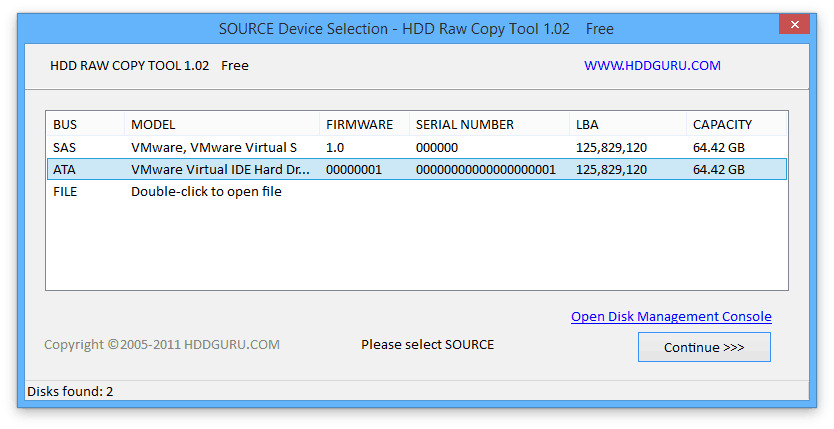 SOURCE Device Selection - HDD Raw Copy Tool 1.02 Free
HDD RAW COPY TOOL 1.02 Free WWW.HDDGURU.COM
BUS MODEL FIRMWARE SERIAL NUMBER LBA CAPACITY
SAS VMware, VMware Virtual S 1.0 000000 125,829,120 64.42 GB
ATA VMware Virtual IDE Hard Dr... 00000001 00000000000000000001 125,829,120 64.42 GB
FILE Double-click to open file
Open Disk Management Console
Copyright ©2005-2011 HDDGURU.COM Please select SOURCE Continue >>>
Disks found: 2